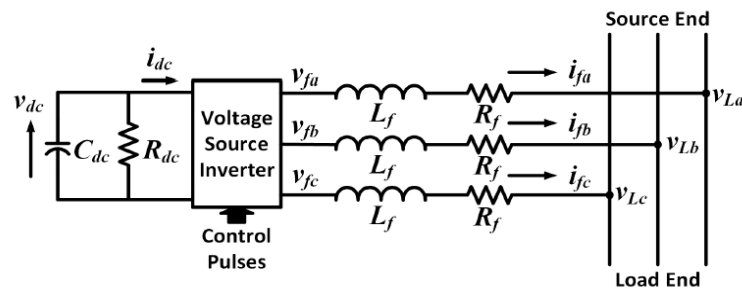 Source End
i_dc
v_fa
i_fa
v_dc
L_f
R_f
v_La
Voltage
Source
Inverter
C_dc
R_dc
v_fb
i_fb
L_f
R_f
v_Lb
v_fc
i_fc
L_f
R_f
v_Lc
Control
Pulses
Load End